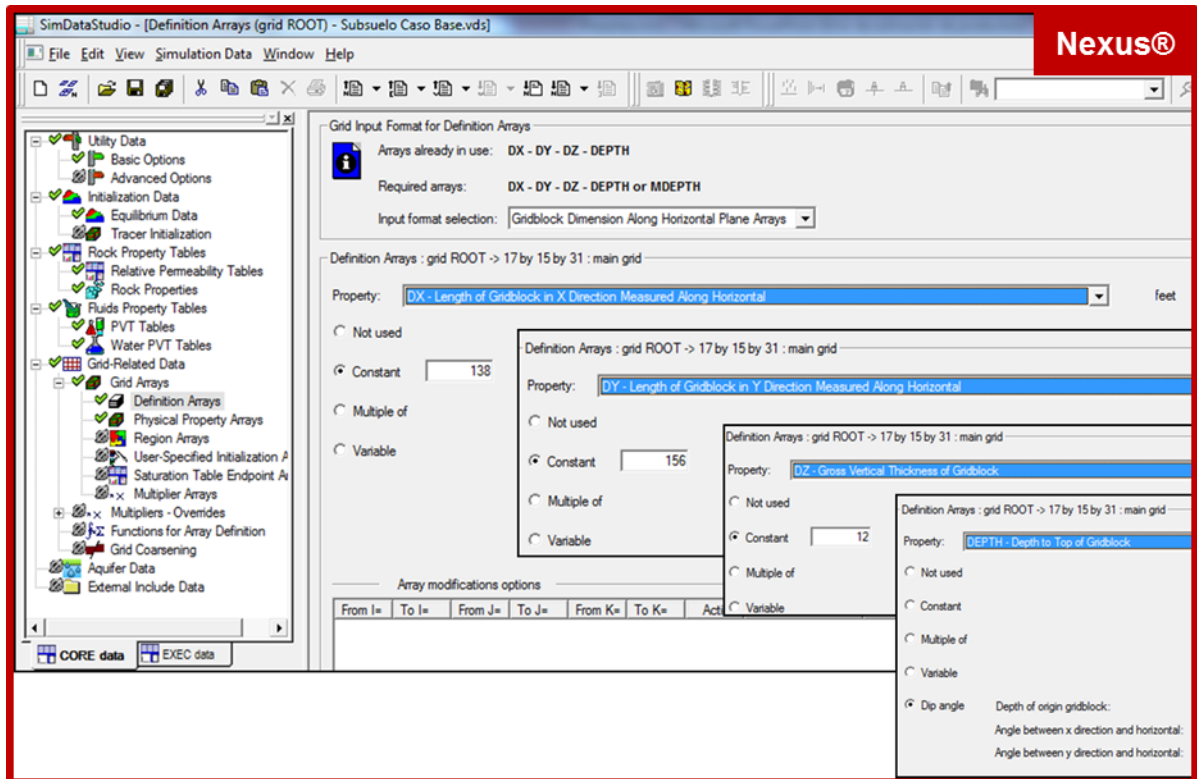 SimDataStudio - [Definition Arrays (grid ROOT) - Subsuelo Caso Base.vds]
Nexus®
File Edit View Simulation Data Window Help
Utility Data
Basic Options
Advanced Options
Initialization Data
Equilibrium Data
Tracer Initialization
Rock Property Tables
Relative Permeability Tables
Rock Properties
Fluids Property Tables
PVT Tables
Water PVT Tables
Grid-Related Data
Grid Arrays
Definition Arrays
Physical Property Arrays
Region Arrays
User-Specified Initialization A
Saturation Table Endpoint A
Multiplier Arrays
Multipliers - Overrides
Functions for Array Definition
Grid Coarsening
Aquifer Data
External Include Data
CORE data EXEC data
Grid Input Format for Definition Arrays
Arrays already in use: DX - DY - DZ - DEPTH
Required arrays: DX - DY - DZ - DEPTH or MDEPTH
Input format selection: Gridblock Dimension Along Horizontal Plane Arrays
Definition Arrays : grid ROOT -> 17 by 15 by 31 : main grid
Property: DX - Length of Gridblock in X Direction Measured Along Horizontal feet
Not used
Constant 138
Multiple of
Variable
Array modifications options
From I= To I= From J= To J= From K= To K= Acti
Definition Arrays : grid ROOT -> 17 by 15 by 31 : main grid
Property: DY - Length of Gridblock in Y Direction Measured Along Horizontal
Not used
Constant 156
Multiple of
Variable
Definition Arrays : grid ROOT -> 17 by 15 by 31 : main grid
Property: DZ - Gross Vertical Thickness of Gridblock
Not used
Constant 12
Multiple of
Variable
Definition Arrays : grid ROOT -> 17 by 15 by 31 : main grid
Property: DEPTH - Depth to Top of Gridblock
Not used
Constant
Multiple of
Variable
Dip angle Depth of origin gridblock:
Angle between x direction and horizontal:
Angle between y direction and horizontal: